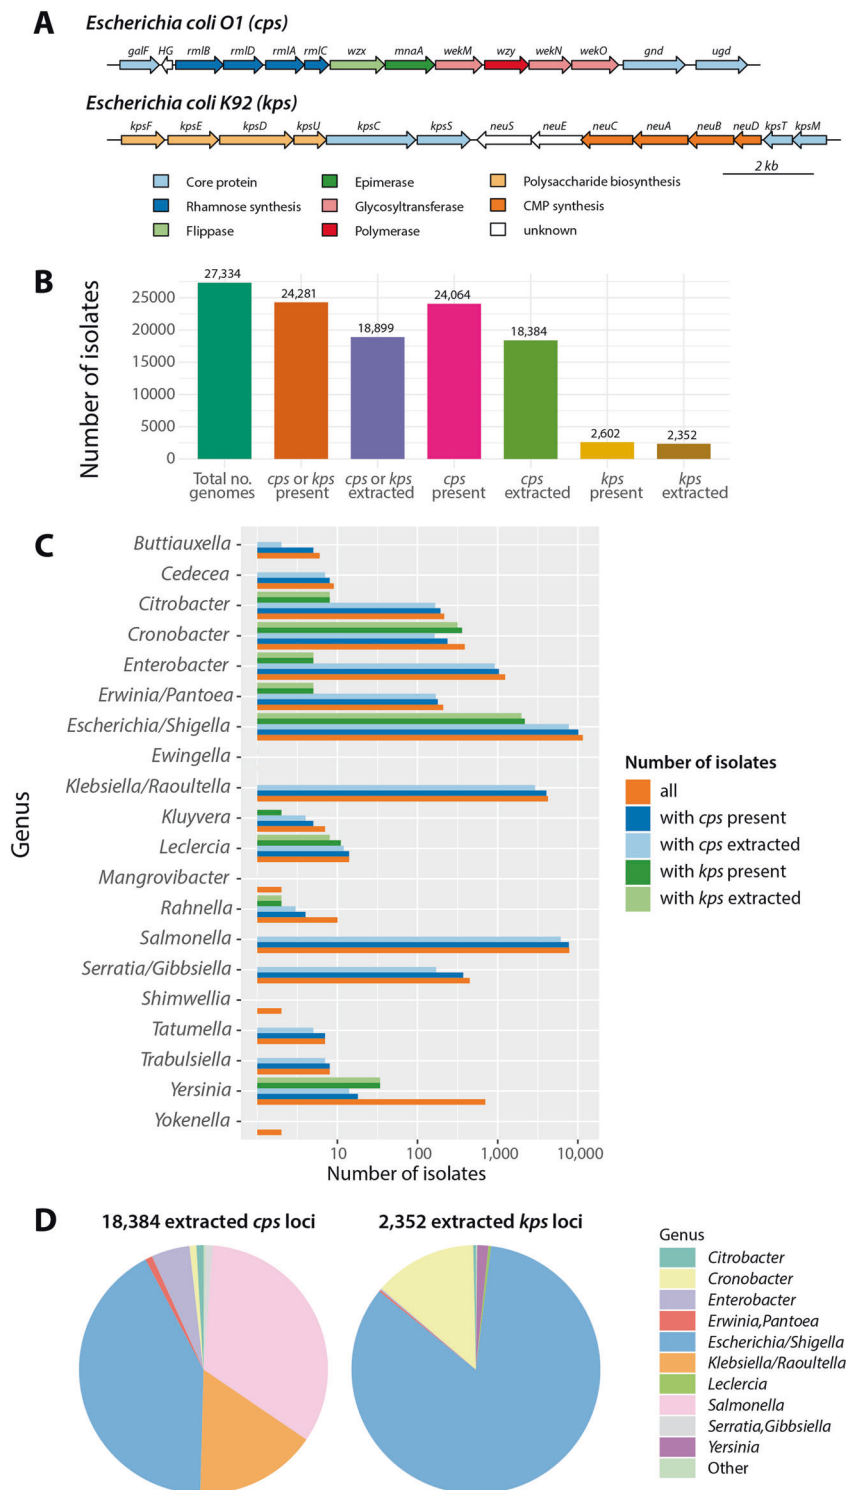 A
Escherichia coli O1 (cps)
galF HG rmlB rmlD rmlA rmlC wzx mnaA wekM wzy wekN wekO gnd ugd
Escherichia coli K92 (kps)
kpsF kpsE kpsD kpsU kpsC kpsS neuS neuE neuC neuA neuB neuD kpsT kpsM
2 kb
Core protein
Epimerase
Polysaccharide biosynthesis
Rhamnose synthesis
Glycosyltransferase
CMP synthesis
Flippase
Polymerase
unknown
B
Number of isolates
25000
20000
15000
10000
5000
0
27,334
24,281
18,899
24,064
18,384
2,602
2,352
Total no.
genomes
cps or kps
present
cps or kps
extracted
cps
present
cps
extracted
kps
present
kps
extracted
C
Genus
Buttiauxella
Cedecea
Citrobacter
Cronobacter
Enterobacter
Erwinia/Pantoea
Escherichia/Shigella
Ewingella
Klebsiella/Raoultella
Kluyvera
Leclercia
Mangrovibacter
Rahnella
Salmonella
Serratia/Gibbsiella
Shimwellia
Tatumella
Trabulsiella
Yersinia
Yokenella
10 100 1,000 10,000
Number of isolates
Number of isolates
all
with cps present
with cps extracted
with kps present
with kps extracted
D
18,384 extracted cps loci
2,352 extracted kps loci
Genus
Citrobacter
Cronobacter
Enterobacter
Erwinia,Pantoea
Escherichia/Shigella
Klebsiella/Raoultella
Leclercia
Salmonella
Serratia,Gibbsiella
Yersinia
Other